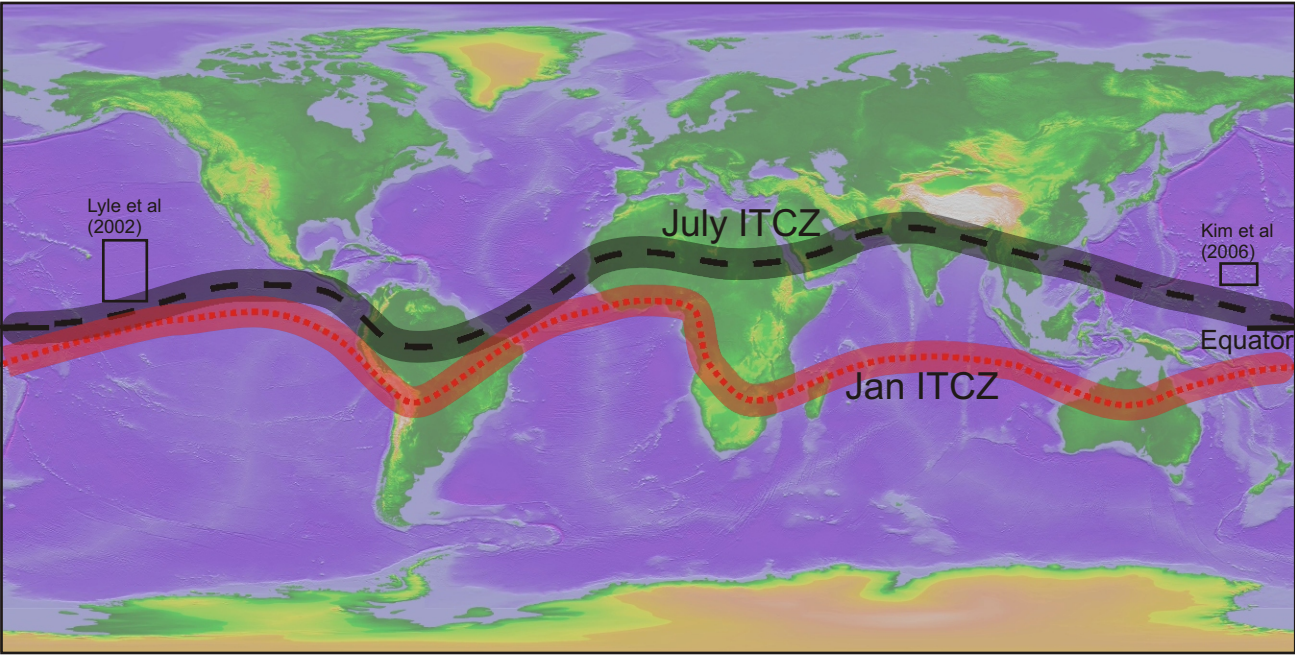 Lyle et al
(2002)
July ITCZ
Kim et al
(2006)
Equator
Jan ITCZ